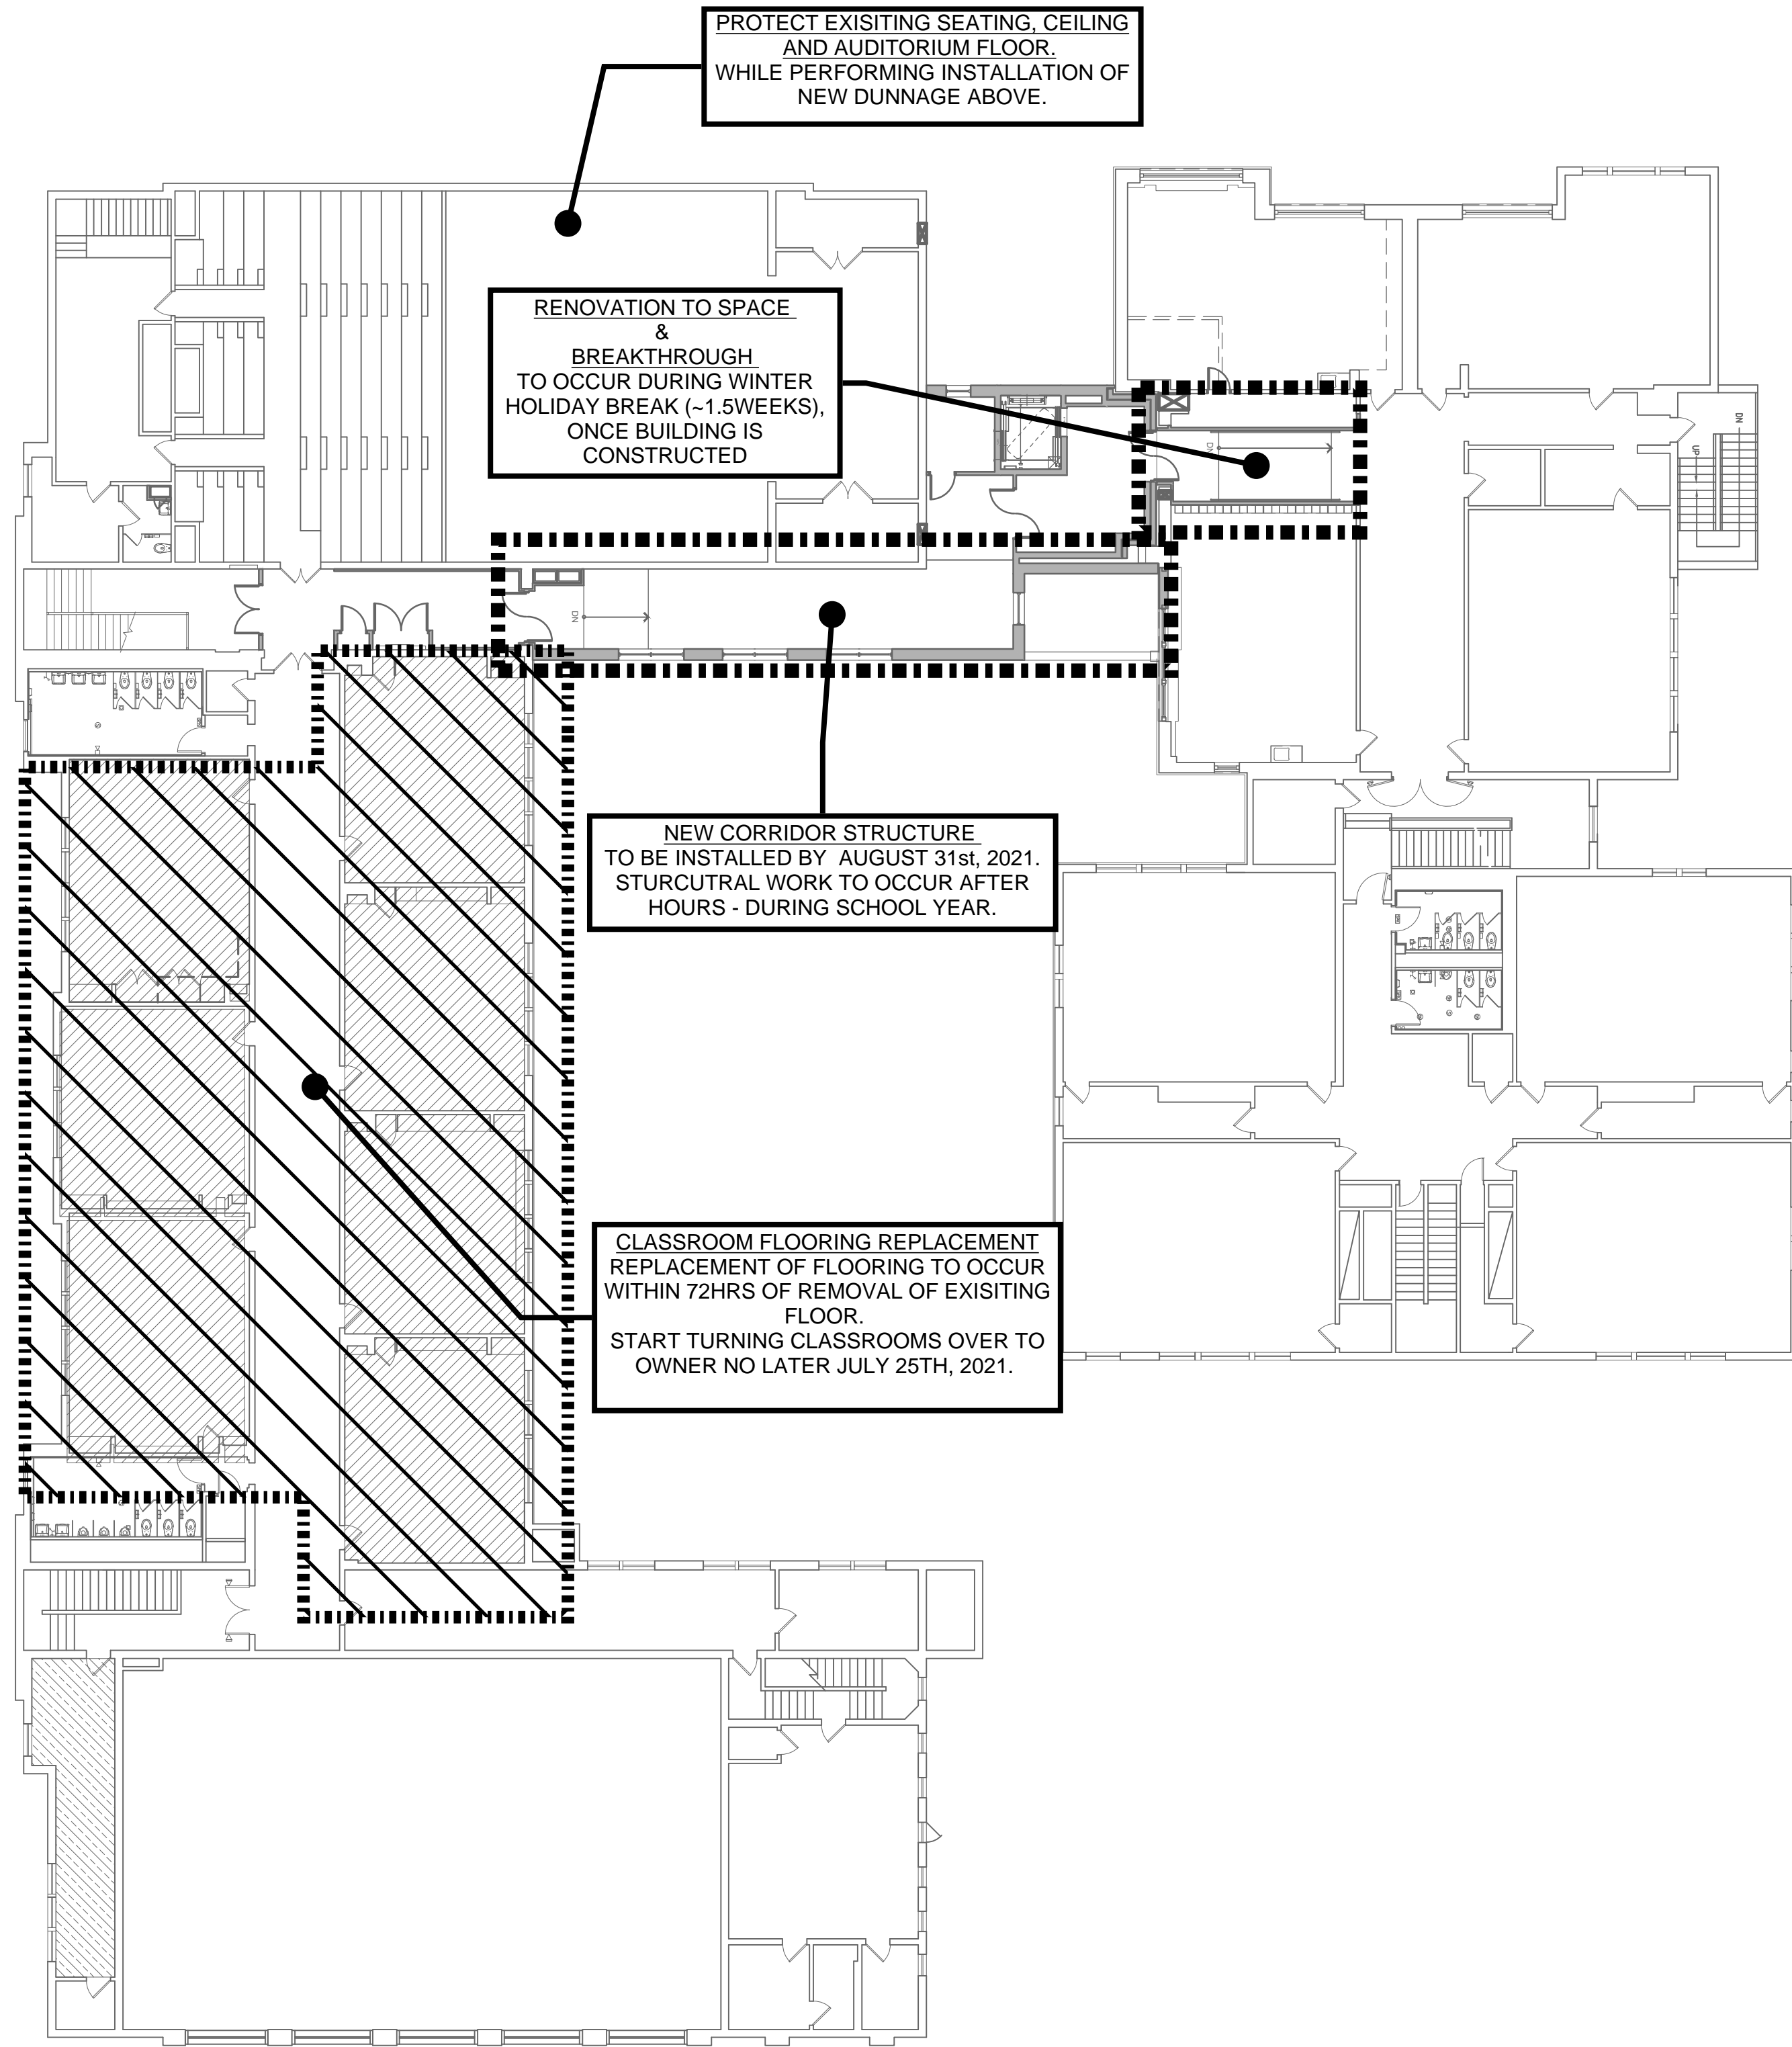 PROTECT EXISITING SEATING, CEILING
AND AUDITORIUM FLOOR.
WHILE PERFORMING INSTALLATION OF
NEW DUNNAGE ABOVE.
RENOVATION TO SPACE
&
BREAKTHROUGH
TO OCCUR DURING WINTER
HOLIDAY BREAK (~1.5WEEKS),
ONCE BUILDING IS
CONSTRUCTED
DN
UP
DN
DN
NEW CORRIDOR STRUCTURE
TO BE INSTALLED BY AUGUST 31st, 2021.
STURCUTRAL WORK TO OCCUR AFTER
HOURS - DURING SCHOOL YEAR.
CLASSROOM FLOORING REPLACEMENT
REPLACEMENT OF FLOORING TO OCCUR
WITHIN 72HRS OF REMOVAL OF EXISITING
FLOOR.
START TURNING CLASSROOMS OVER TO
OWNER NO LATER JULY 25TH, 2021.